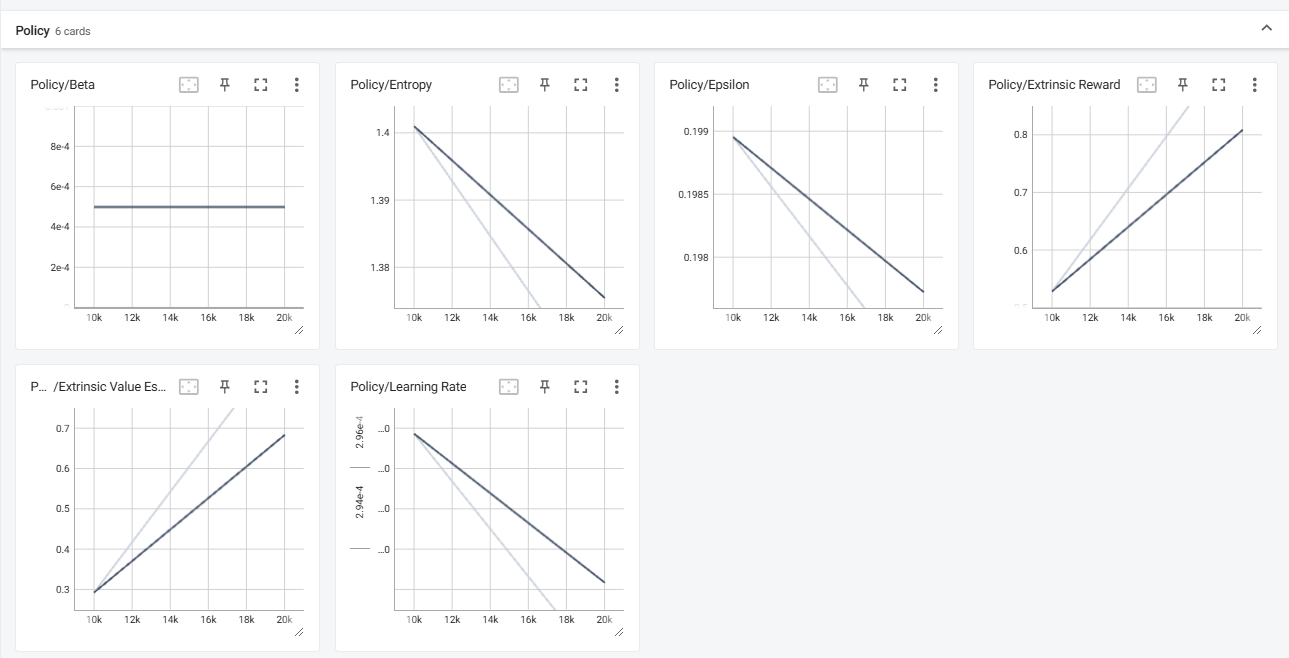 Policy 6 cards
Policy/Beta
8e-4
6e-4
4e-4
2e-4
10k 12k 14k 16k 18k 20k
Policy/Entropy
1.4
1.39
1.38
10k 12k 14k 16k 18k 20k
Policy/Epsilon
0.199
0.1985
0.198
10k 12k 14k 16k 18k 20k
Policy/Extrinsic Reward
0.8
0.7
0.6
10k 12k 14k 16k 18k 20k
P... /Extrinsic Value Es...
0.7
0.6
0.5
0.4
0.3
10k 12k 14k 16k 18k 20k
Policy/Learning Rate
2.96e-4
2.94e-4
...0
...0
...0
...0
10k 12k 14k 16k 18k 20k